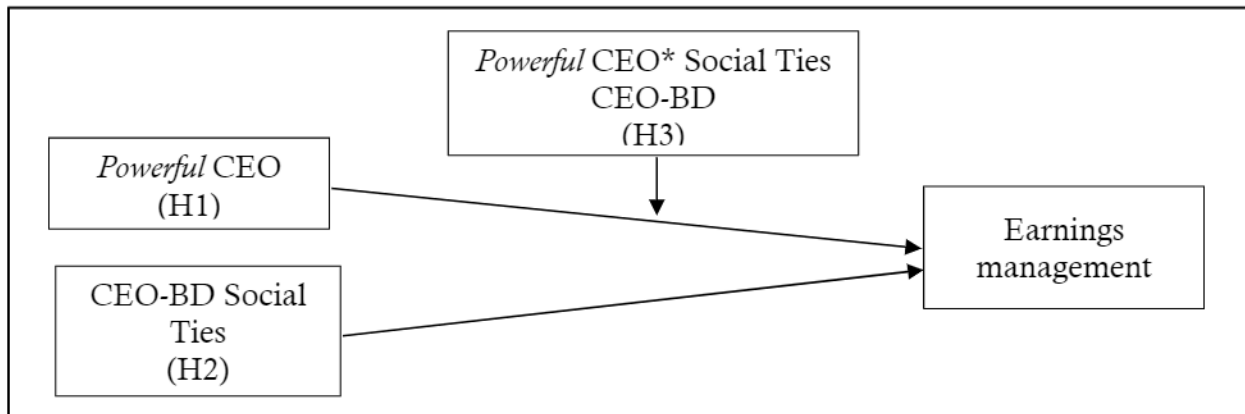 Powerful CEO* Social Ties
CEO-BD
(H3)
Powerful CEO
(H1)
CEO-BD Social
Ties
(H2)
Earnings
management